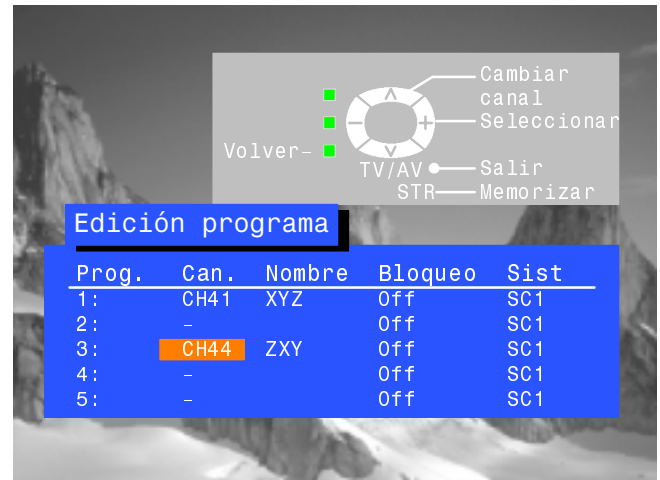 Cambiar
canal
Seleccionar
Volver–
TV/AV Salir
STR Memorizar
Edición programa
Prog. Can. Nombre Bloqueo Sist
1: CH41 XYZ Off SC1
2: – Off SC1
3: CH44 ZXY Off SC1
4: – Off SC1
5: – Off SC1